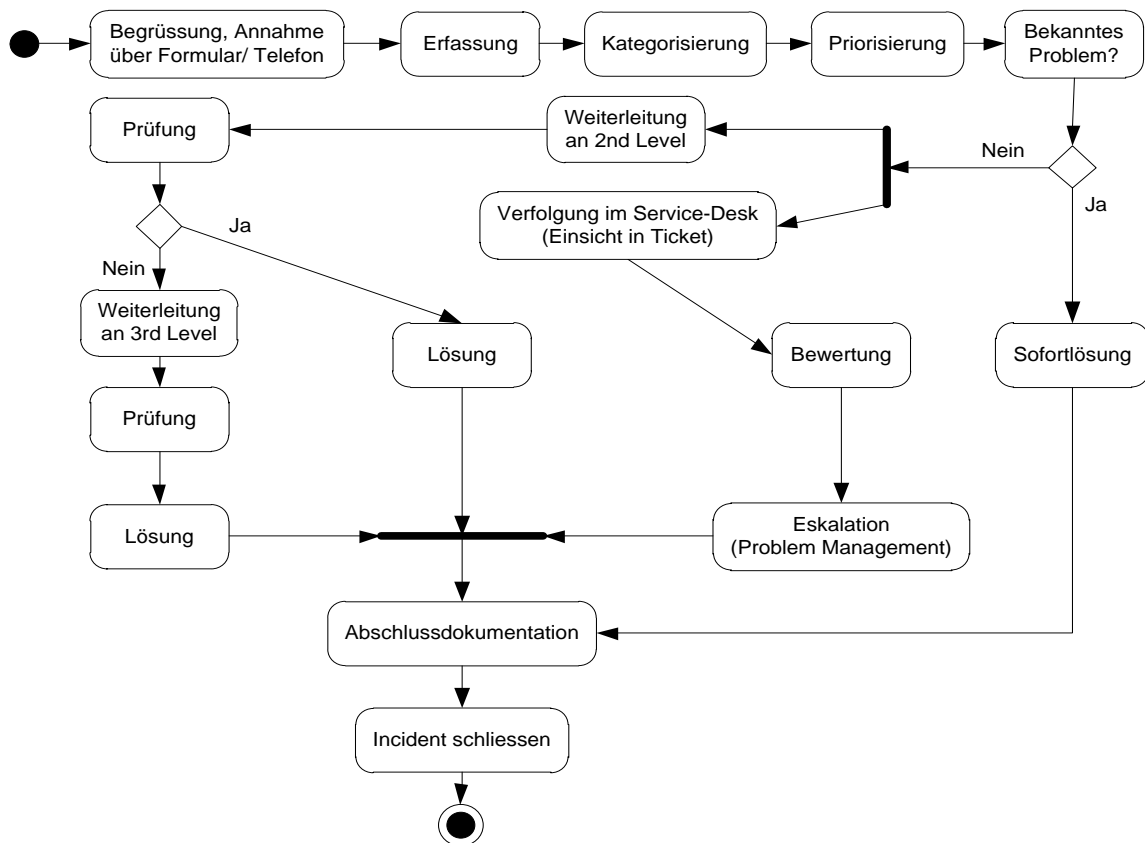 Begrüssung, Annahme
über Formular/ Telefon
Erfassung
Kategorisierung
Priorisierung
Bekanntes
Problem?
Prüfung
Weiterleitung
an 2nd Level
Nein
Ja
Verfolgung im Service-Desk
(Einsicht in Ticket)
Ja
Nein
Weiterleitung
an 3rd Level
Lösung
Bewertung
Sofortlösung
Prüfung
Lösung
Eskalation
(Problem Management)
Abschlussdokumentation
Incident schliessen